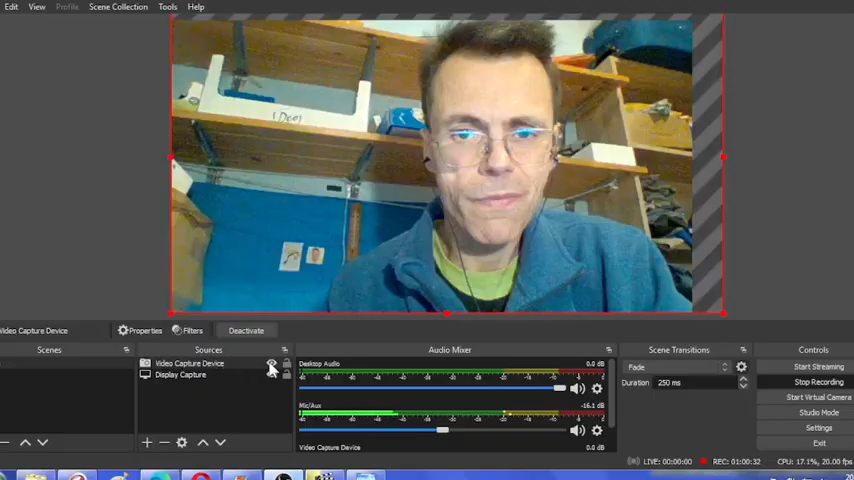 File View Profile Scene Collection Tools Help
Video Capture Device Properties Filters Deactivate
Scenes Sources Audio Mixer Scene Transitions Controls
Video Capture Device
Display Capture
Desktop Audio 0.0 dB
Mic/Aux -16.1 dB
Video Capture Device 0.0 dB
Fade
Duration 250 ms
Start Streaming
Stop Recording
Start Virtual Camera
Studio Mode
Settings
Exit
LIVE: 00:00:00 REC: 01:00:32 CPU: 17.1%, 20.00 fps